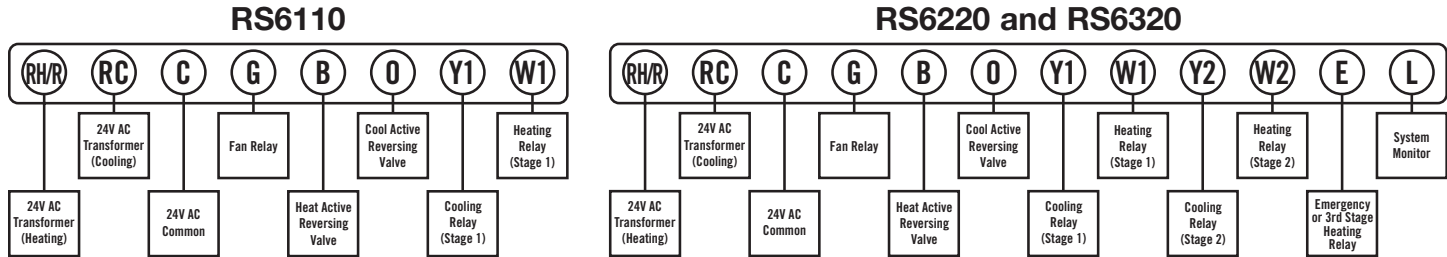 RS6110
RH/R RC C G B O Y1 W1
24V AC
Transformer
(Cooling)
Fan Relay
Cool Active
Reversing
Valve
Heating
Relay
(Stage 1)
24V AC
Transformer
(Heating)
24V AC
Common
Heat Active
Reversing
Valve
Cooling
Relay
(Stage 1)
RS6220 and RS6320
RH/R RC C G B O Y1 W1 Y2 W2 E L
24V AC
Transformer
(Cooling)
Fan Relay
Cool Active
Reversing
Valve
Heating
Relay
(Stage 1)
Heating
Relay
(Stage 2)
System
Monitor
24V AC
Transformer
(Heating)
24V AC
Common
Heat Active
Reversing
Valve
Cooling
Relay
(Stage 1)
Cooling
Relay
(Stage 2)
Emergency
or 3rd Stage
Heating
Relay